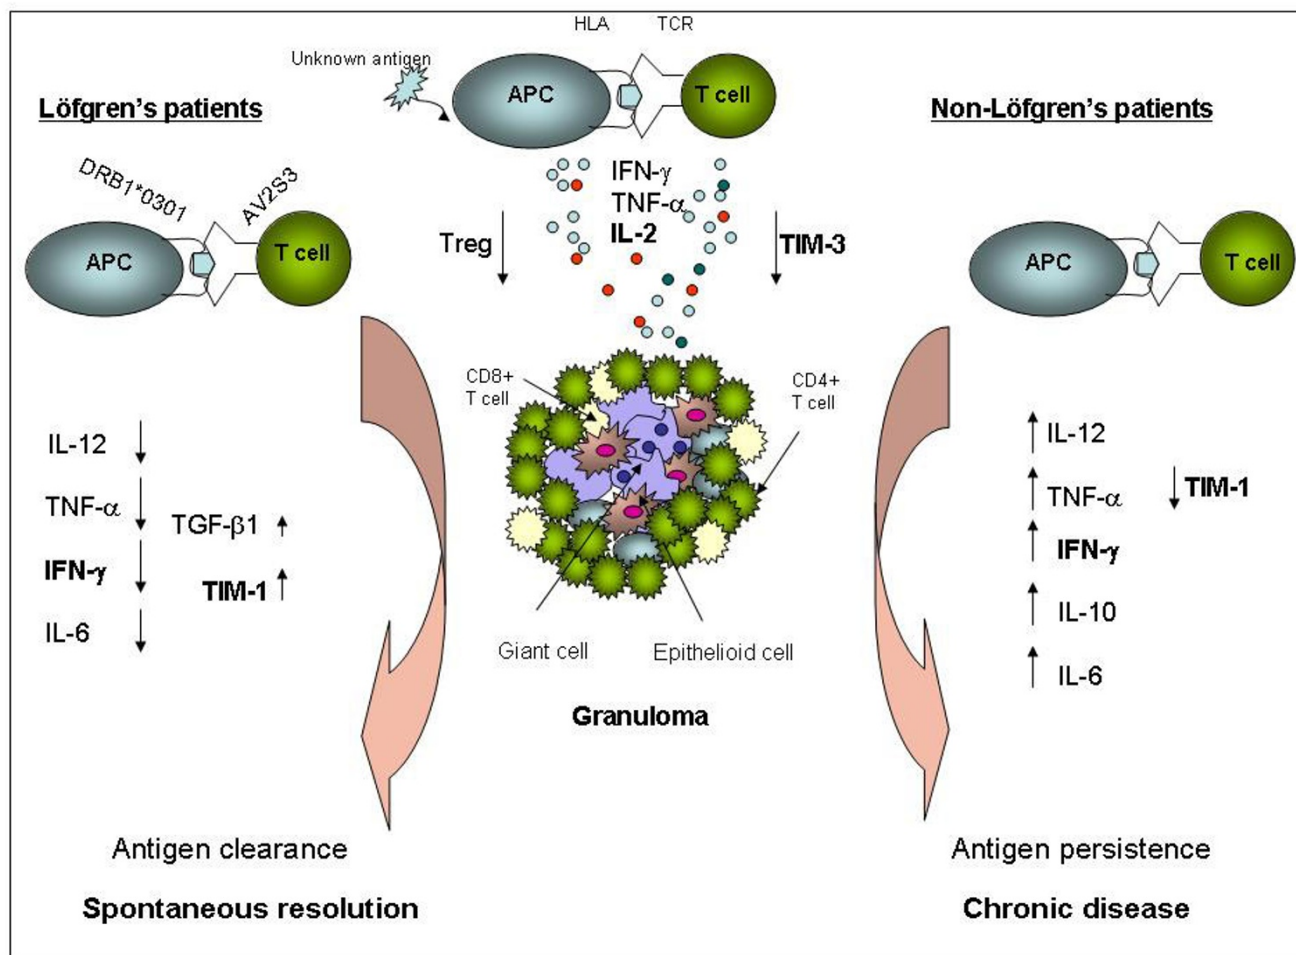 HLA TCR
Unknown antigen
APC
T cell
Löfgren’s patients
Non-Löfgren’s patients
DRB1*0301
AV2S3
APC
T cell
IFN-γ
TNF-α
IL-2
Treg
TIM-3
APC
T cell
CD8+
T cell
CD4+
T cell
IL-12
TNF-α
TGF-β1
IFN-γ
TIM-1
IL-6
IL-12
TNF-α
TIM-1
IFN-γ
IL-10
IL-6
Giant cell
Epithelioid cell
Granuloma
Antigen clearance
Spontaneous resolution
Antigen persistence
Chronic disease